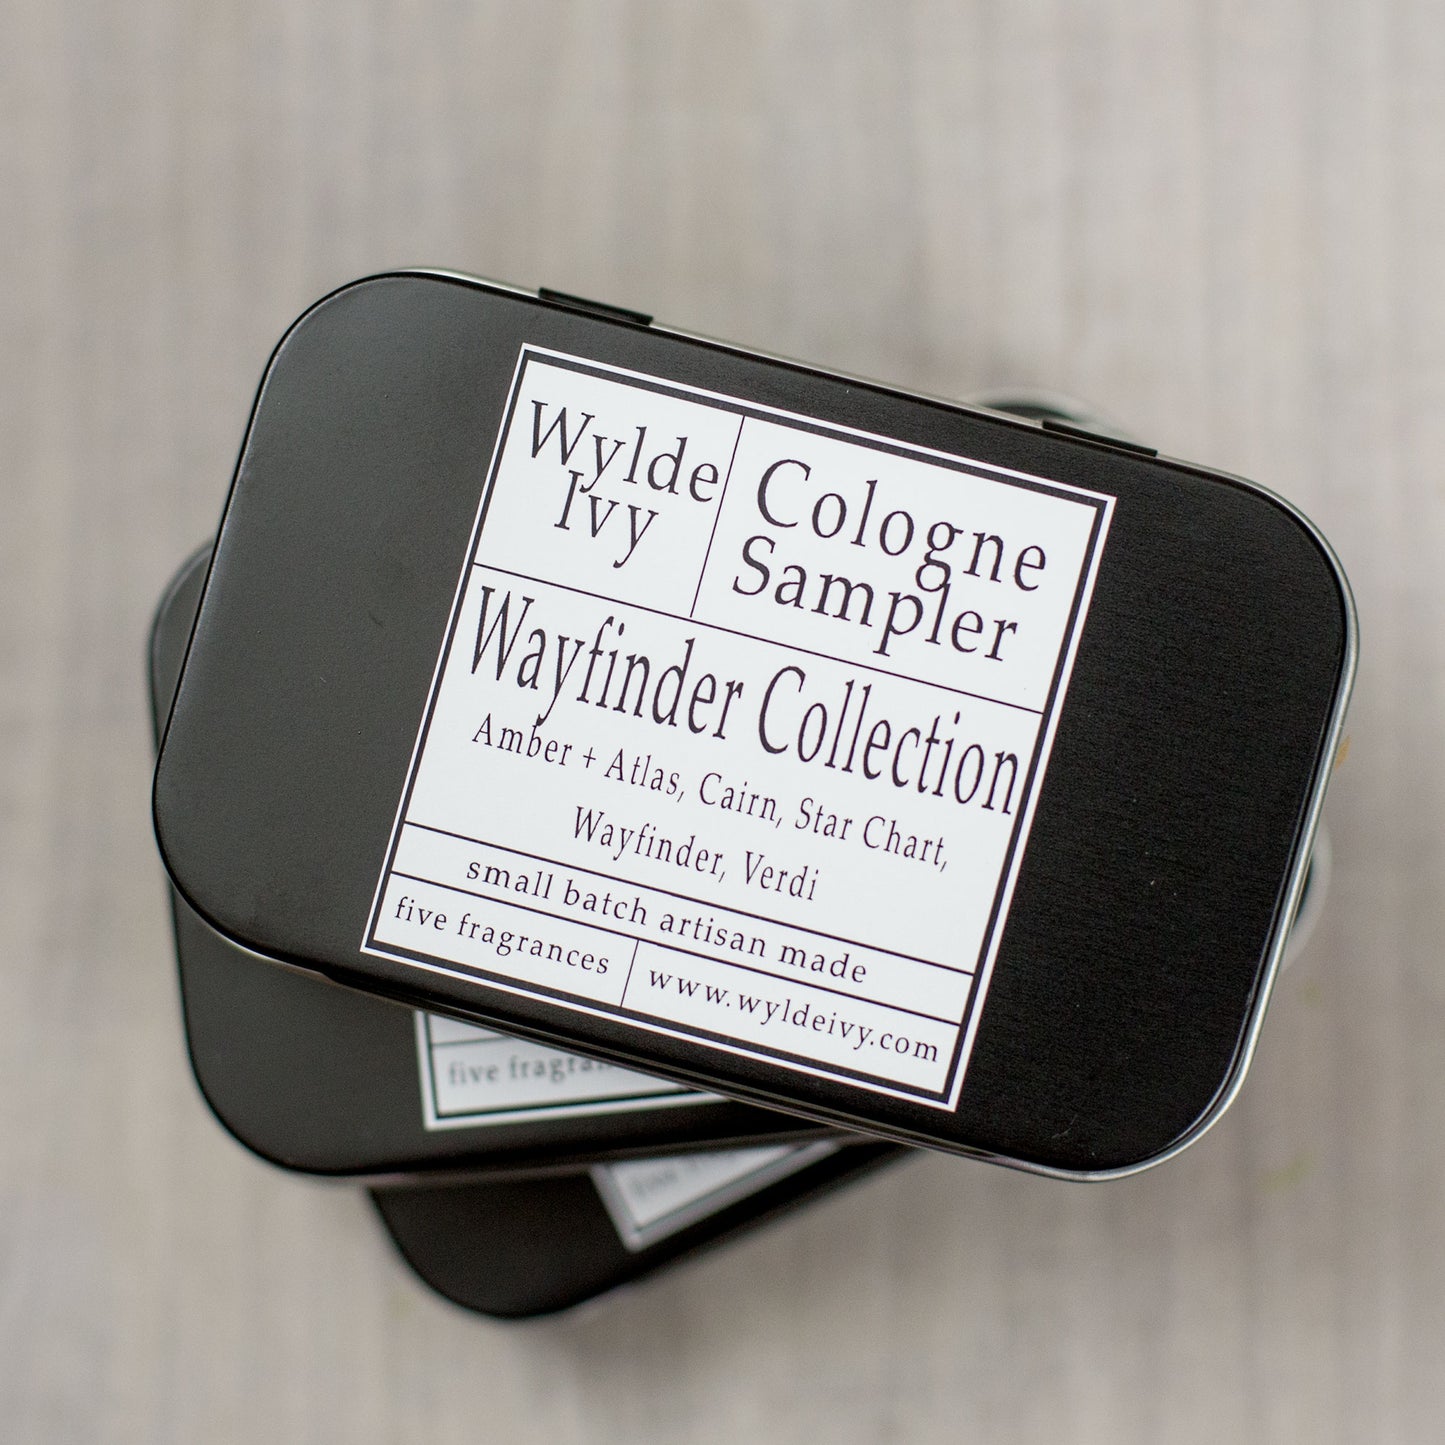 Wylde
Ivy
Cologne
Sampler
Wayfinder Collection
Amber + Atlas, Cairn, Star Chart,
Wayfinder, Verdi
small batch artisan made
five fragrances
www.wyldeivy.com
five